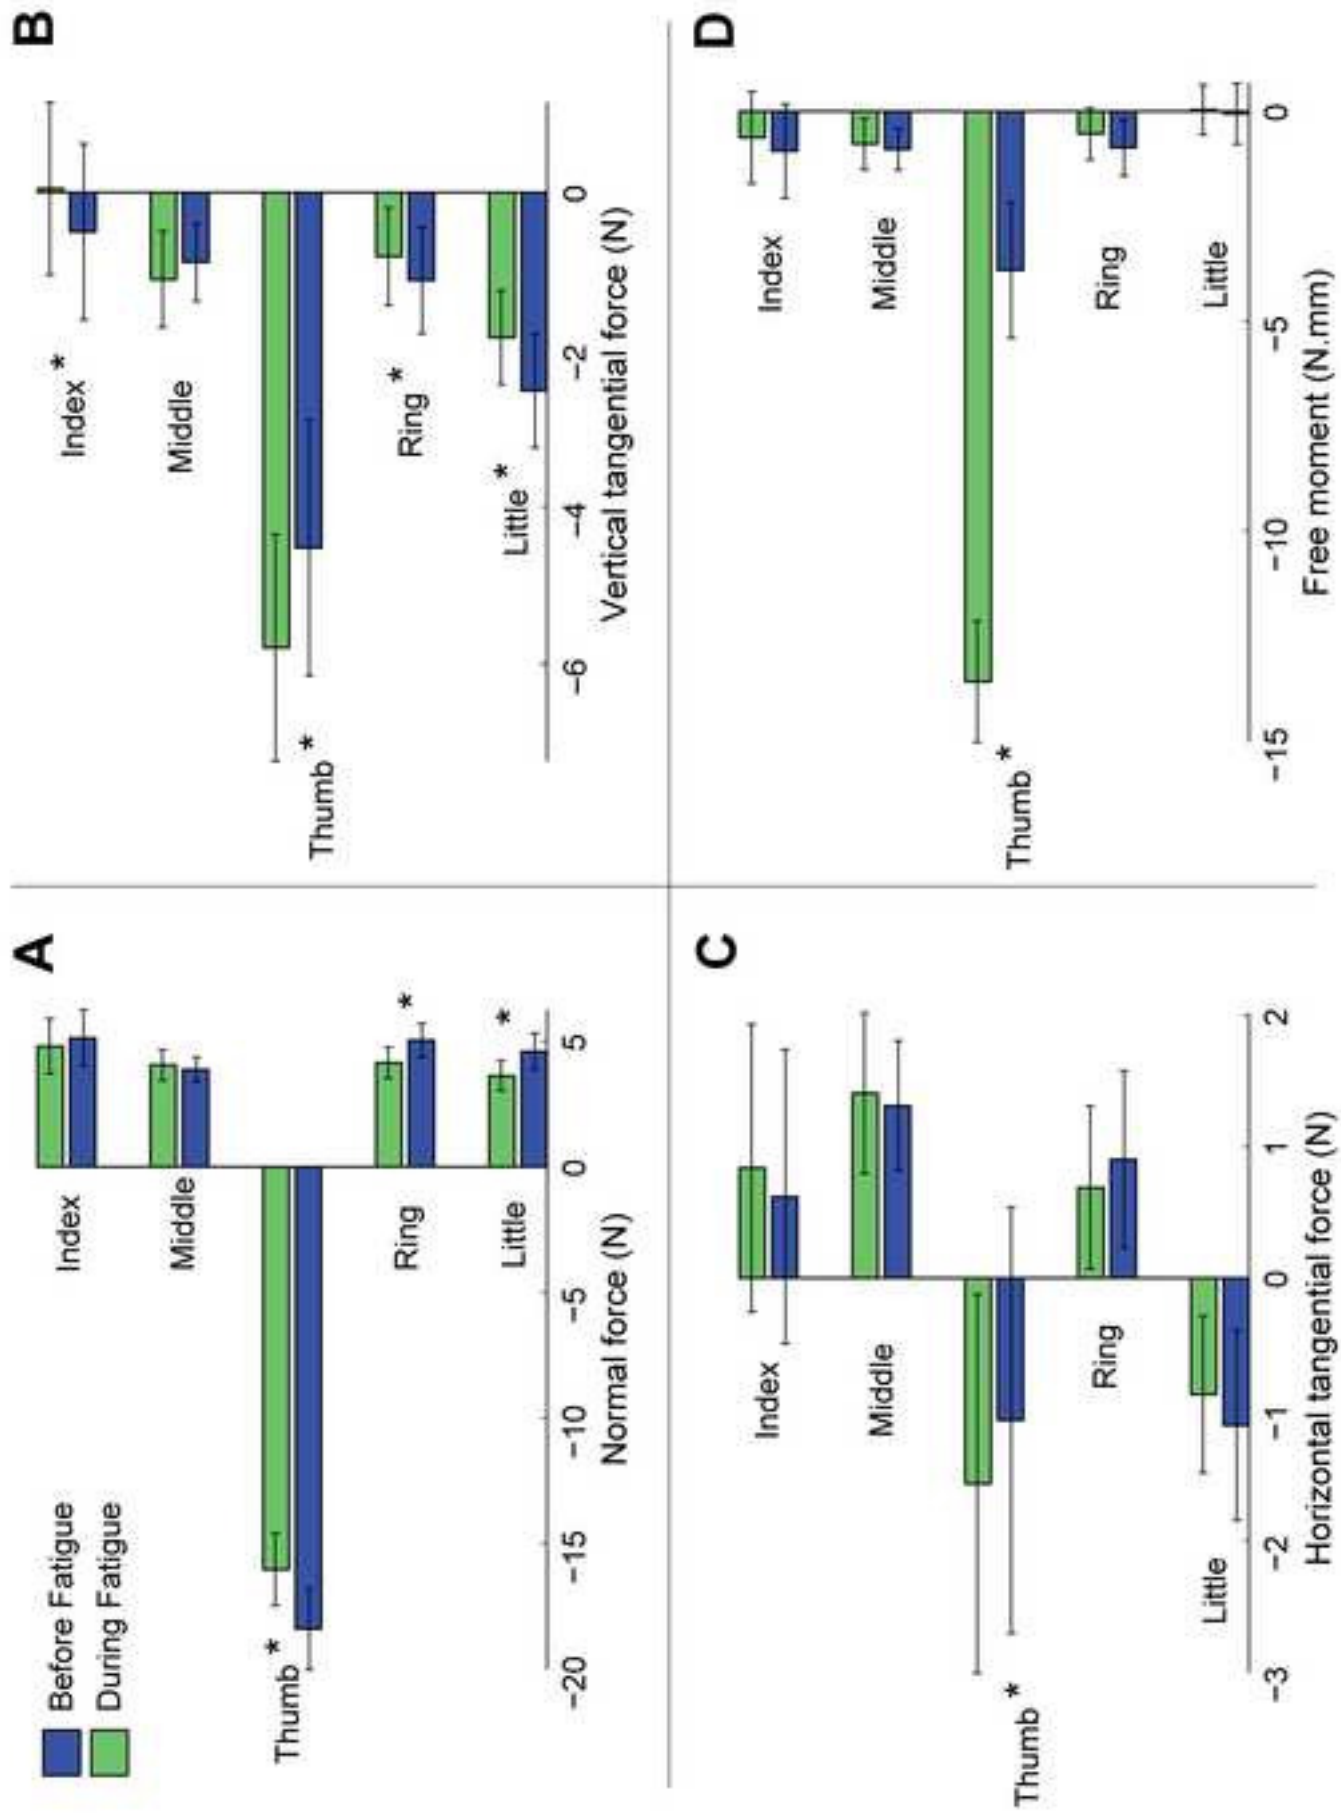 A
Before Fatigue
During Fatigue
Index
Middle
Thumb *
Ring
*
Little
*
−20 −15 −10 −5 0 5
Normal force (N)
B
Index *
Middle
Thumb *
Ring *
Little *
−6 −4 −2 0
Vertical tangential force (N)
C
Index
Middle
Thumb *
Ring
Little
−3 −2 −1 0 1 2
Horizontal tangential force (N)
D
Index
Middle
Thumb *
Ring
Little
−15 −10 −5 0
Free moment (N.mm)